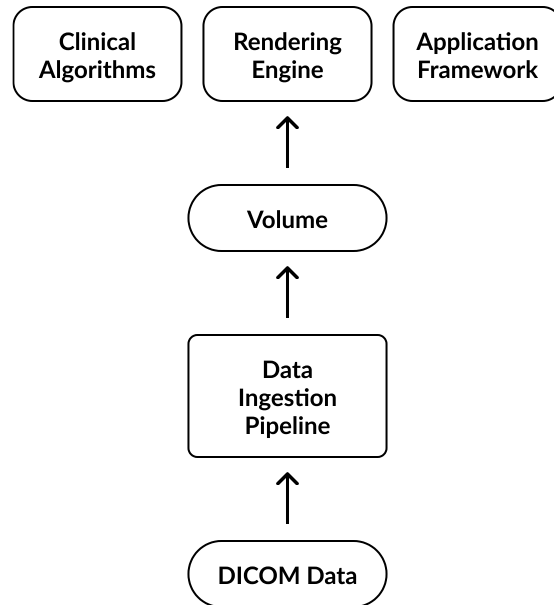 Clinical
Algorithms
Rendering
Engine
Application
Framework
Volume
Data
Ingestion
Pipeline
DICOM Data